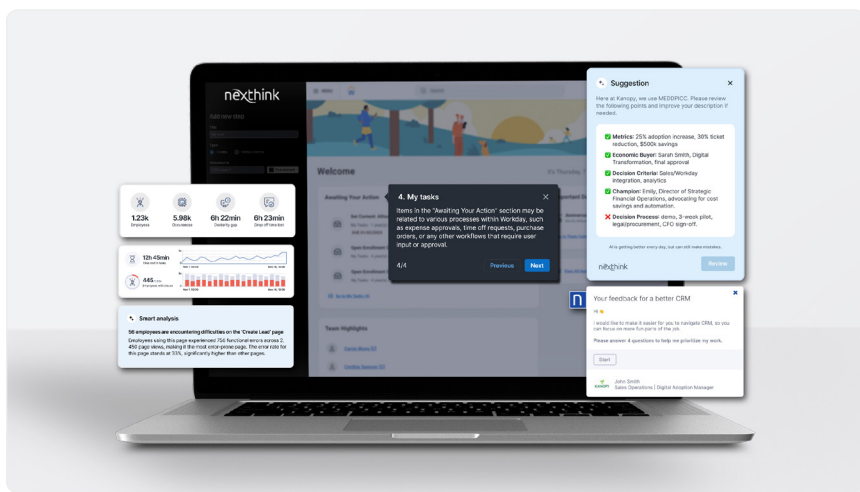 nexthink
Add new step
MENU
Search
Welcome
It's Thursday,
Awaiting Your Action
4. My tasks
Items in the "Awaiting Your Action" section may be
related to various processes within Workday, such
as expense approvals, time off requests, purchase
orders, or any other workflows that require user
input or approval.
4/4
Previous
Next
Team Highlights
1.23k
Employees
5.98k
6h 22min
6h 23min
12h 45min
445
Smart analysis
56 employees are encountering difficulties on the 'Create Lead' page
Employees using this page experienced 750 functional errors across 2,
450 page views, making it the most error-prone page. The error rate for
this page stands at 33%, significantly higher than other pages.
Suggestion
Here at Kanopy, we use MEDDPICC. Please review
the following points and improve your description if
needed.
Metrics: 25% adoption increase, 30% ticket
reduction, $500k savings
Economic Buyer: Sarah Smith, Digital
Transformation, final approval
Decision Criteria: Sales/Workday
integration, analytics
Champion: Emily, Director of Strategic
Financial Operations, advocating for cost
savings and automation.
Decision Process: demo, 3-week pilot,
legal/procurement, CFO sign-off.
AI is getting better every day, but can still make mistakes.
nexthink
Review
n
Your feedback for a better CRM
Hi
I would like to make it easier for you to navigate CRM, so you
can focus on more fun parts of the job.
Please answer 4 questions to help me prioritize my work.
Start
KANOPY
John Smith
Sales Operations | Digital Adoption Manager